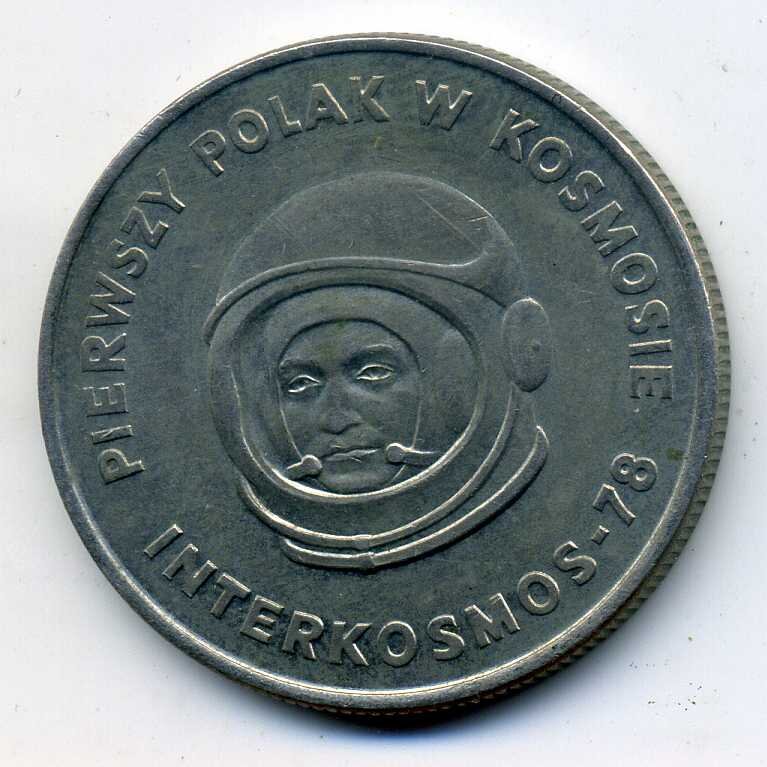 PIERWSZY POLAK W KOSMOSIE
INTERKOSMOS-78